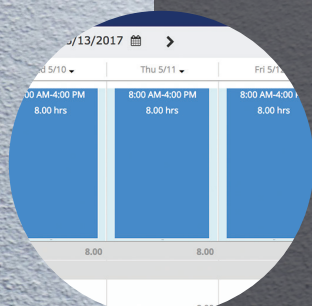 /13/2017
5/10 Thu 5/11 Fri
:00 AM-4:00 PM 8:00 AM-4:00 PM 8:00 AM-4:00
8.00 hrs 8.00 hrs 8.00 hrs
8.00 8.00